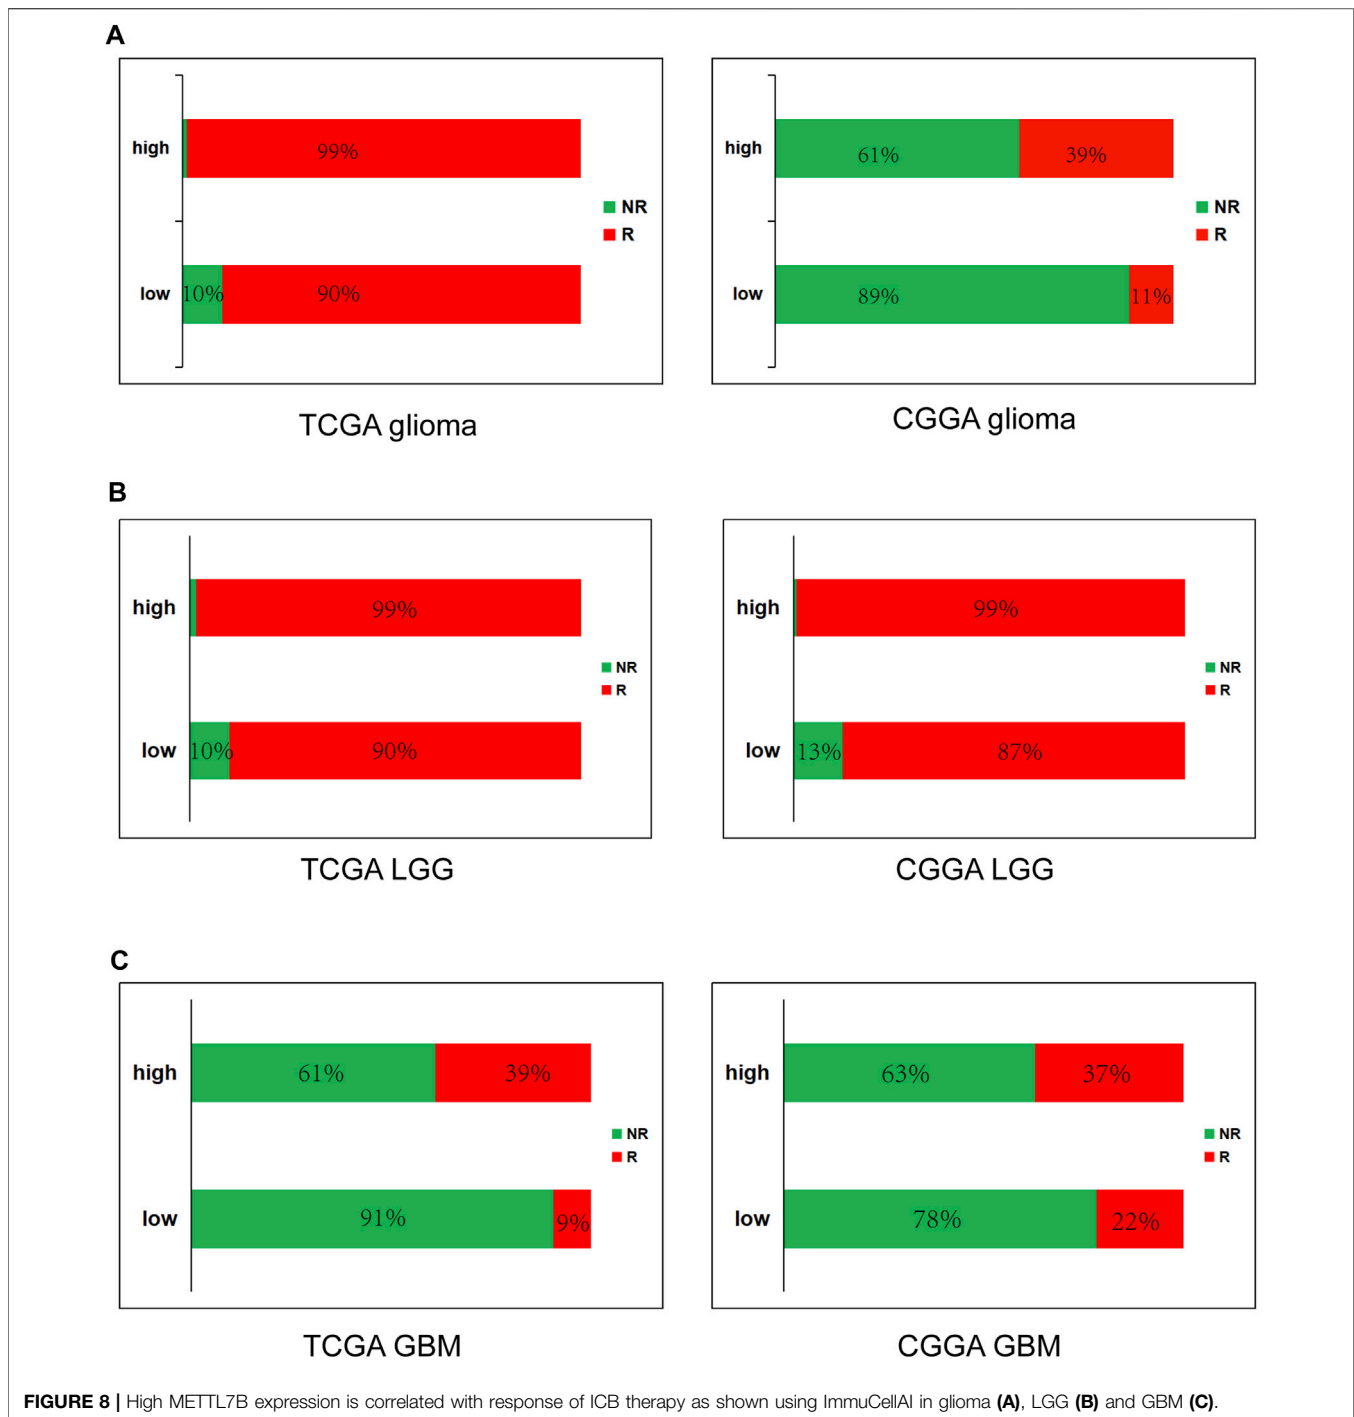 A
high
99%
low
10%
90%
NR
R
TCGA glioma
high
61%
39%
low
89%
11%
NR
R
CGGA glioma
B
high
99%
low
10%
90%
NR
R
TCGA LGG
high
99%
low
13%
87%
NR
R
CGGA LGG
C
high
61%
39%
low
91%
9%
NR
R
TCGA GBM
high
63%
37%
low
78%
22%
NR
R
CGGA GBM
FIGURE 8 | High METTL7B expression is correlated with response of ICB therapy as shown using ImmuCellAI in glioma (A), LGG (B) and GBM (C).